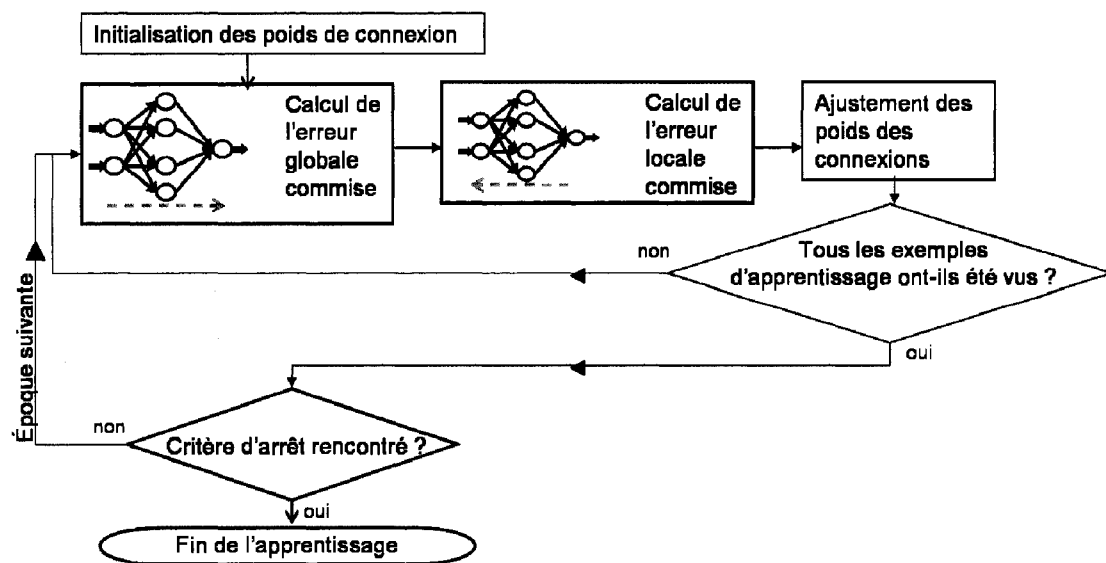 Initialisation des poids de connexion
Calcul de
l'erreur
globale
commise
Calcul de
l'erreur
locale
commise
Ajustement des
poids des
connexions
Tous les exemples
d'apprentissage ont-ils été vus ?
non
oui
Époque suivante
non
Critère d'arrêt rencontré ?
oui
Fin de l'apprentissage